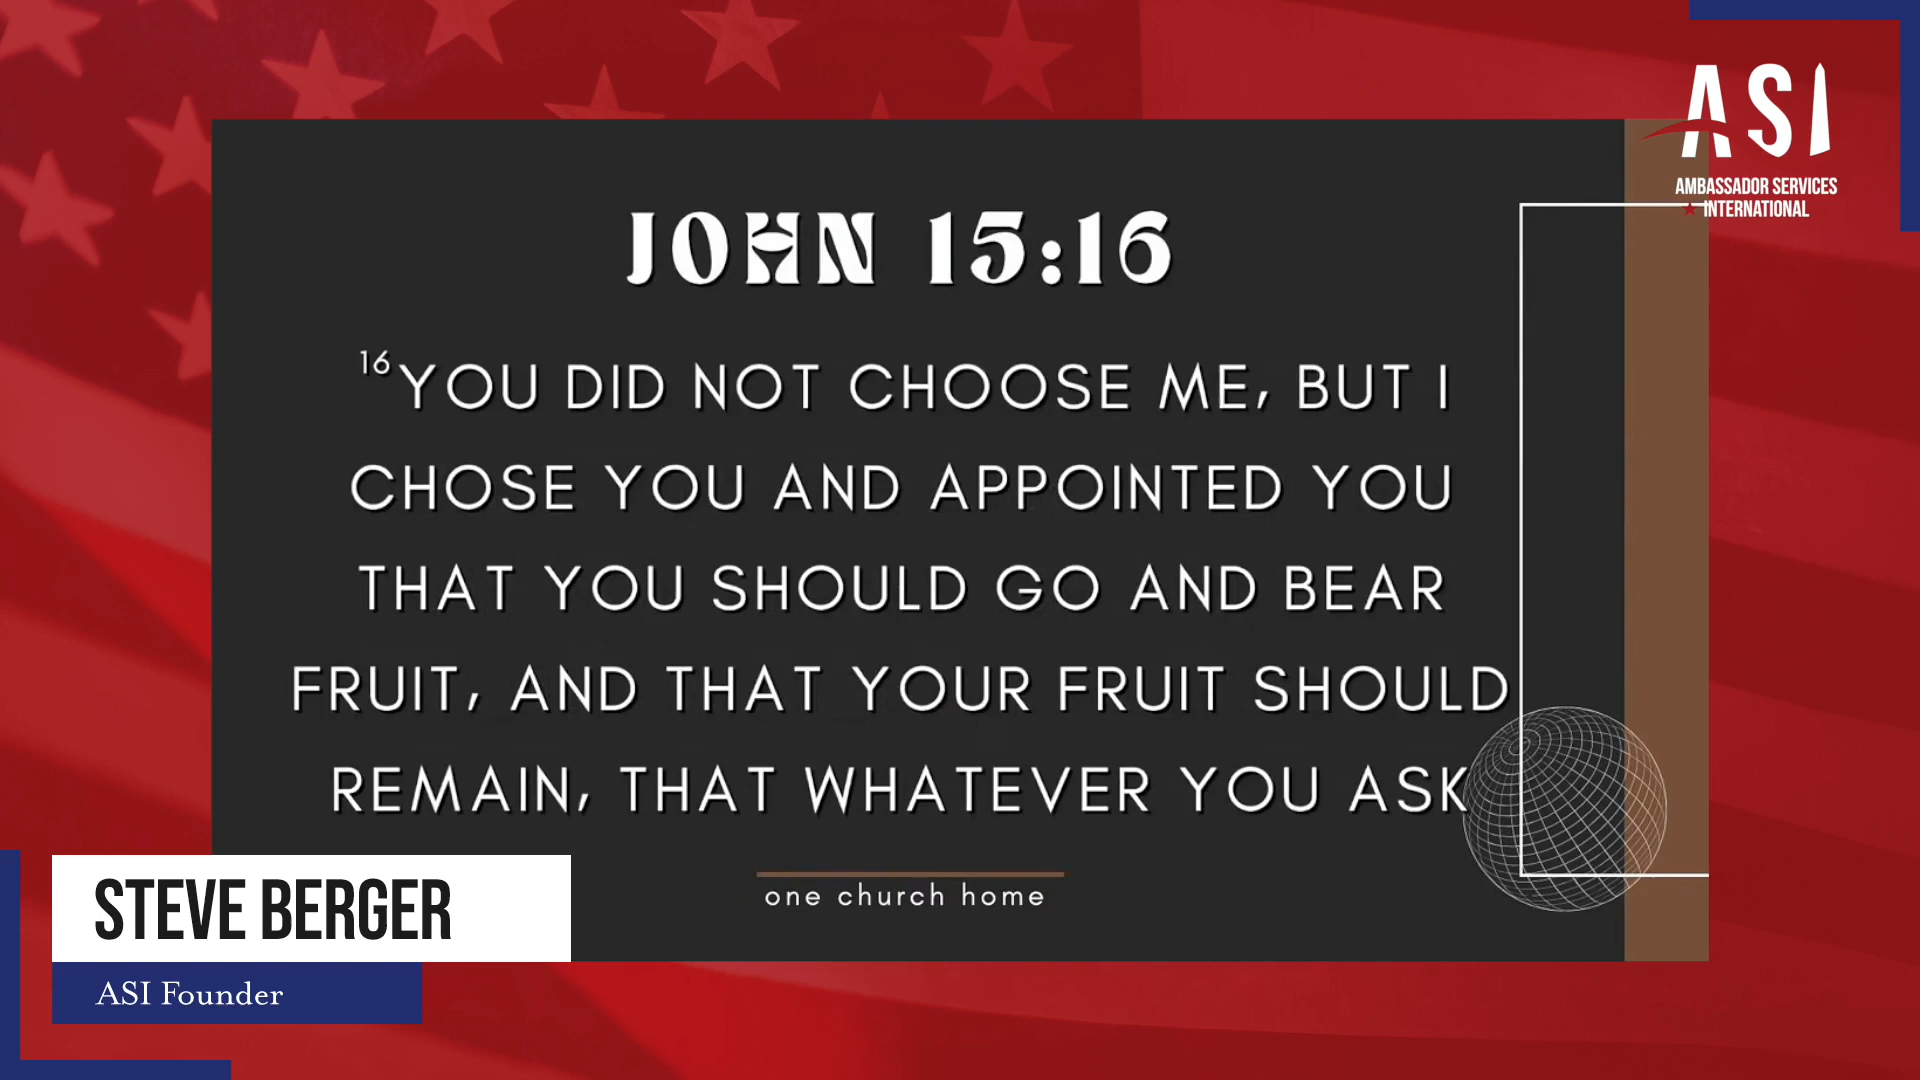 ASI
AMBASSADOR SERVICES
INTERNATIONAL
JOHN 15:16
16 YOU DID NOT CHOOSE ME, BUT I
CHOSE YOU AND APPOINTED YOU
THAT YOU SHOULD GO AND BEAR
FRUIT, AND THAT YOUR FRUIT SHOULD
REMAIN, THAT WHATEVER YOU ASK
one church home
STEVE BERGER
ASI Founder